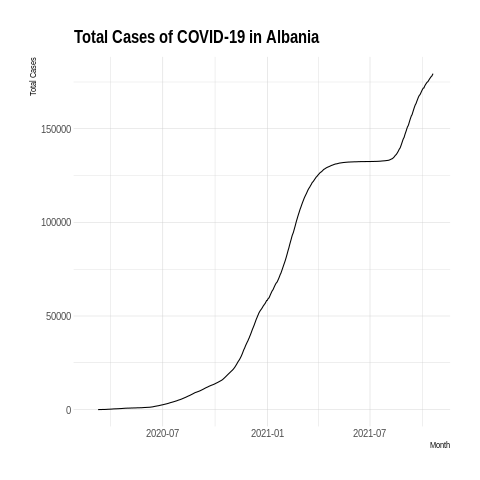 Total Cases of COVID-19 in Albania
Total Cases
150000
100000
50000
0
2020-07 2021-01 2021-07
Month